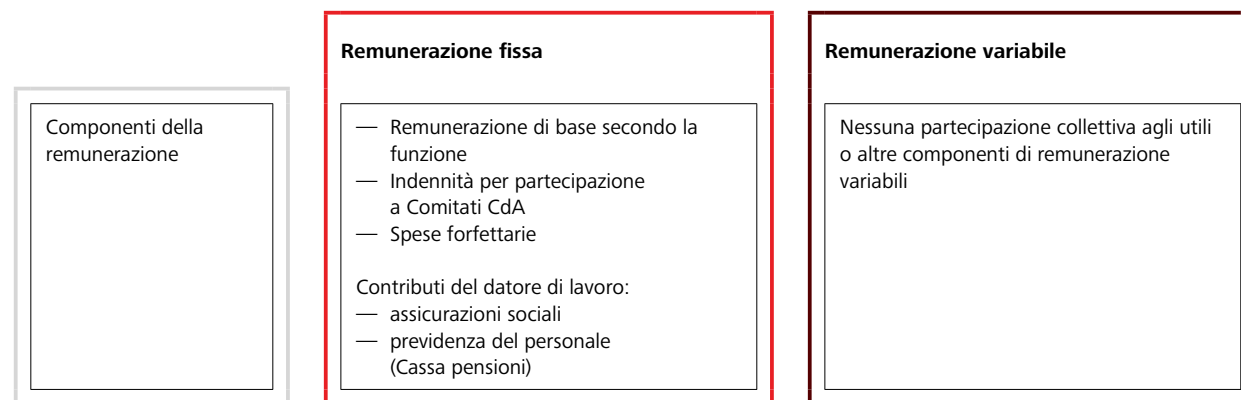 Remunerazione fissa
Remunerazione variabile
Componenti della
remunerazione
— Remunerazione di base secondo la
funzione
— Indennità per partecipazione
a Comitati CdA
— Spese forfettarie
Contributi del datore di lavoro:
— assicurazioni sociali
— previdenza del personale
(Cassa pensioni)
Nessuna partecipazione collettiva agli utili
o altre componenti di remunerazione
variabili